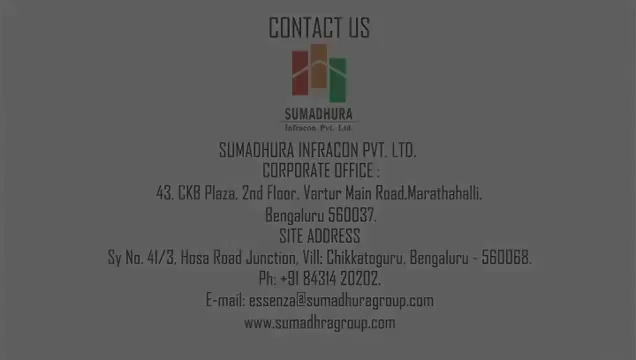 CONTACT US
SUMADHURA
Infracon Pvt. Ltd.
SUMADHURA INFRACON PVT. LTD.
CORPORATE OFFICE :
43, CKB Plaza, 2nd Floor, Vartur Main Road,Marathahalli,
Bengaluru 560037.
SITE ADDRESS
Sy No. 41/3, Hosa Road Junction, Vill: Chikkatoguru, Bengaluru - 560068.
Ph: +91 84314 20202.
E-mail: essenza@sumadhuragroup.com
www.sumadhragroup.com